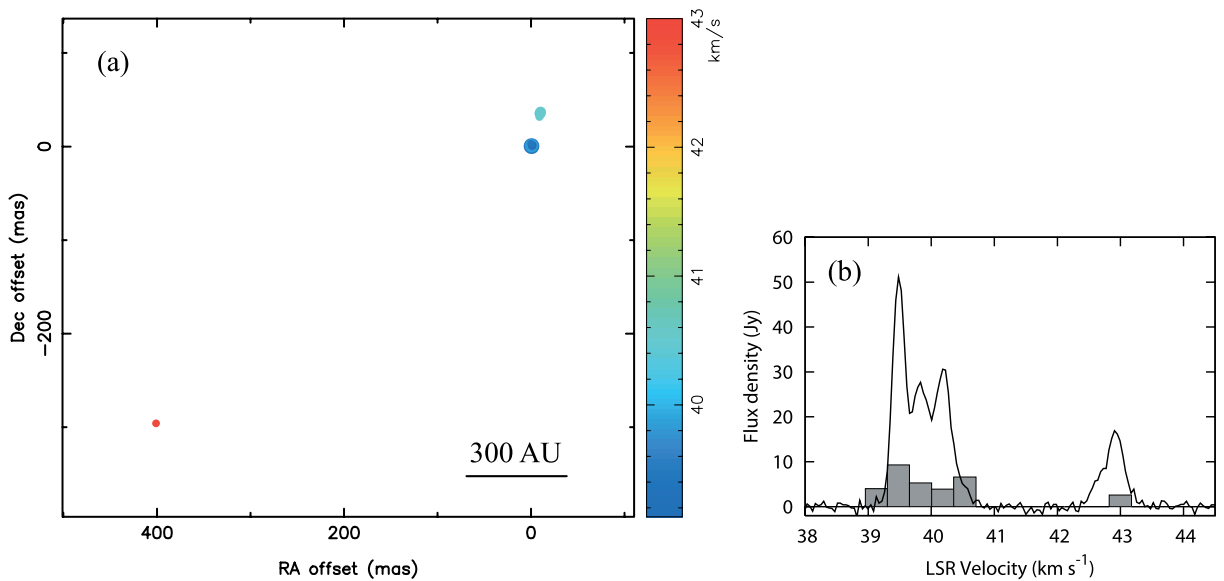 (a)
0
-200
Dec offset (mas)
400
200
0
RA offset (mas)
300 AU
43
42
41
40
km/s
(b)
60
50
40
30
20
10
0
Flux density (Jy)
38
39
40
41
42
43
44
LSR Velocity (km s⁻¹)